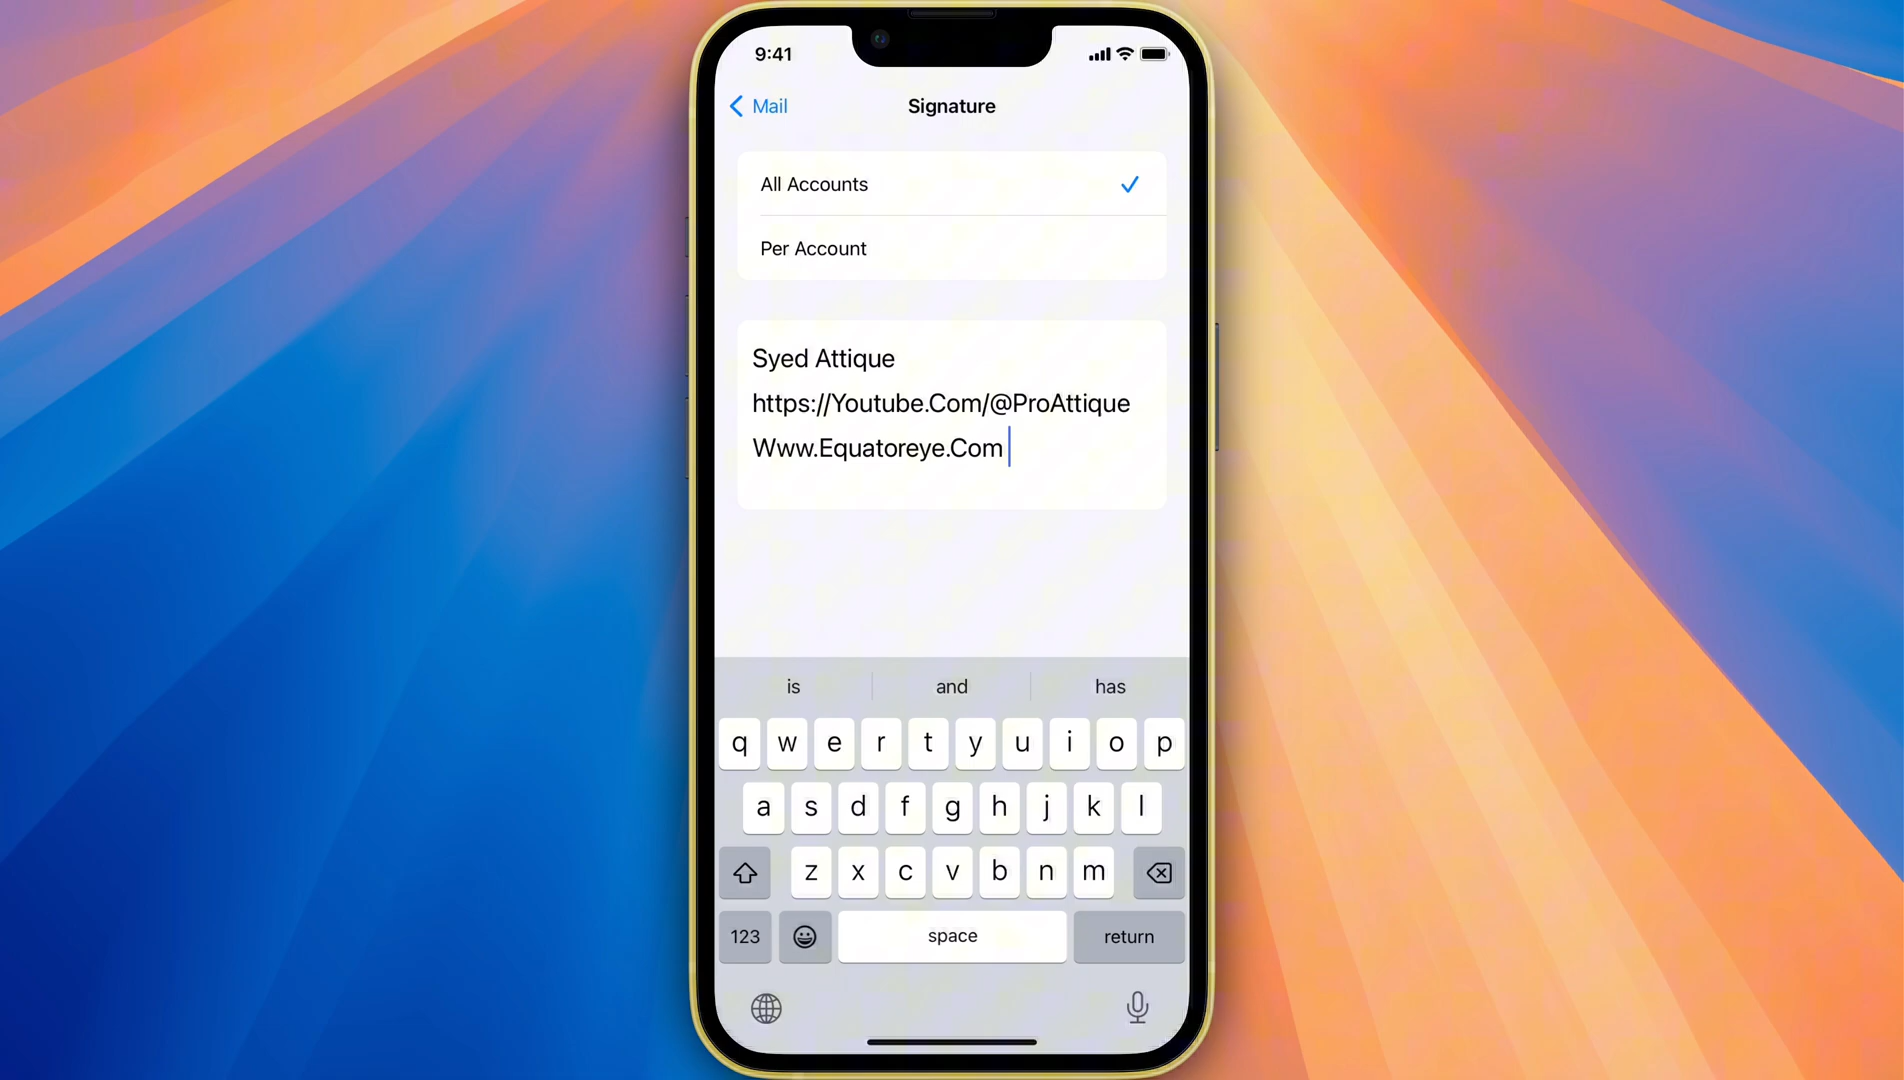 9:41
Mail
Signature
All Accounts
Per Account
Syed Attique
https://Youtube.Com/@ProAttique
Www.Equatoreye.Com
is and has
q w e r t y u i o p
a s d f g h j k l
z x c v b n m
123 space return